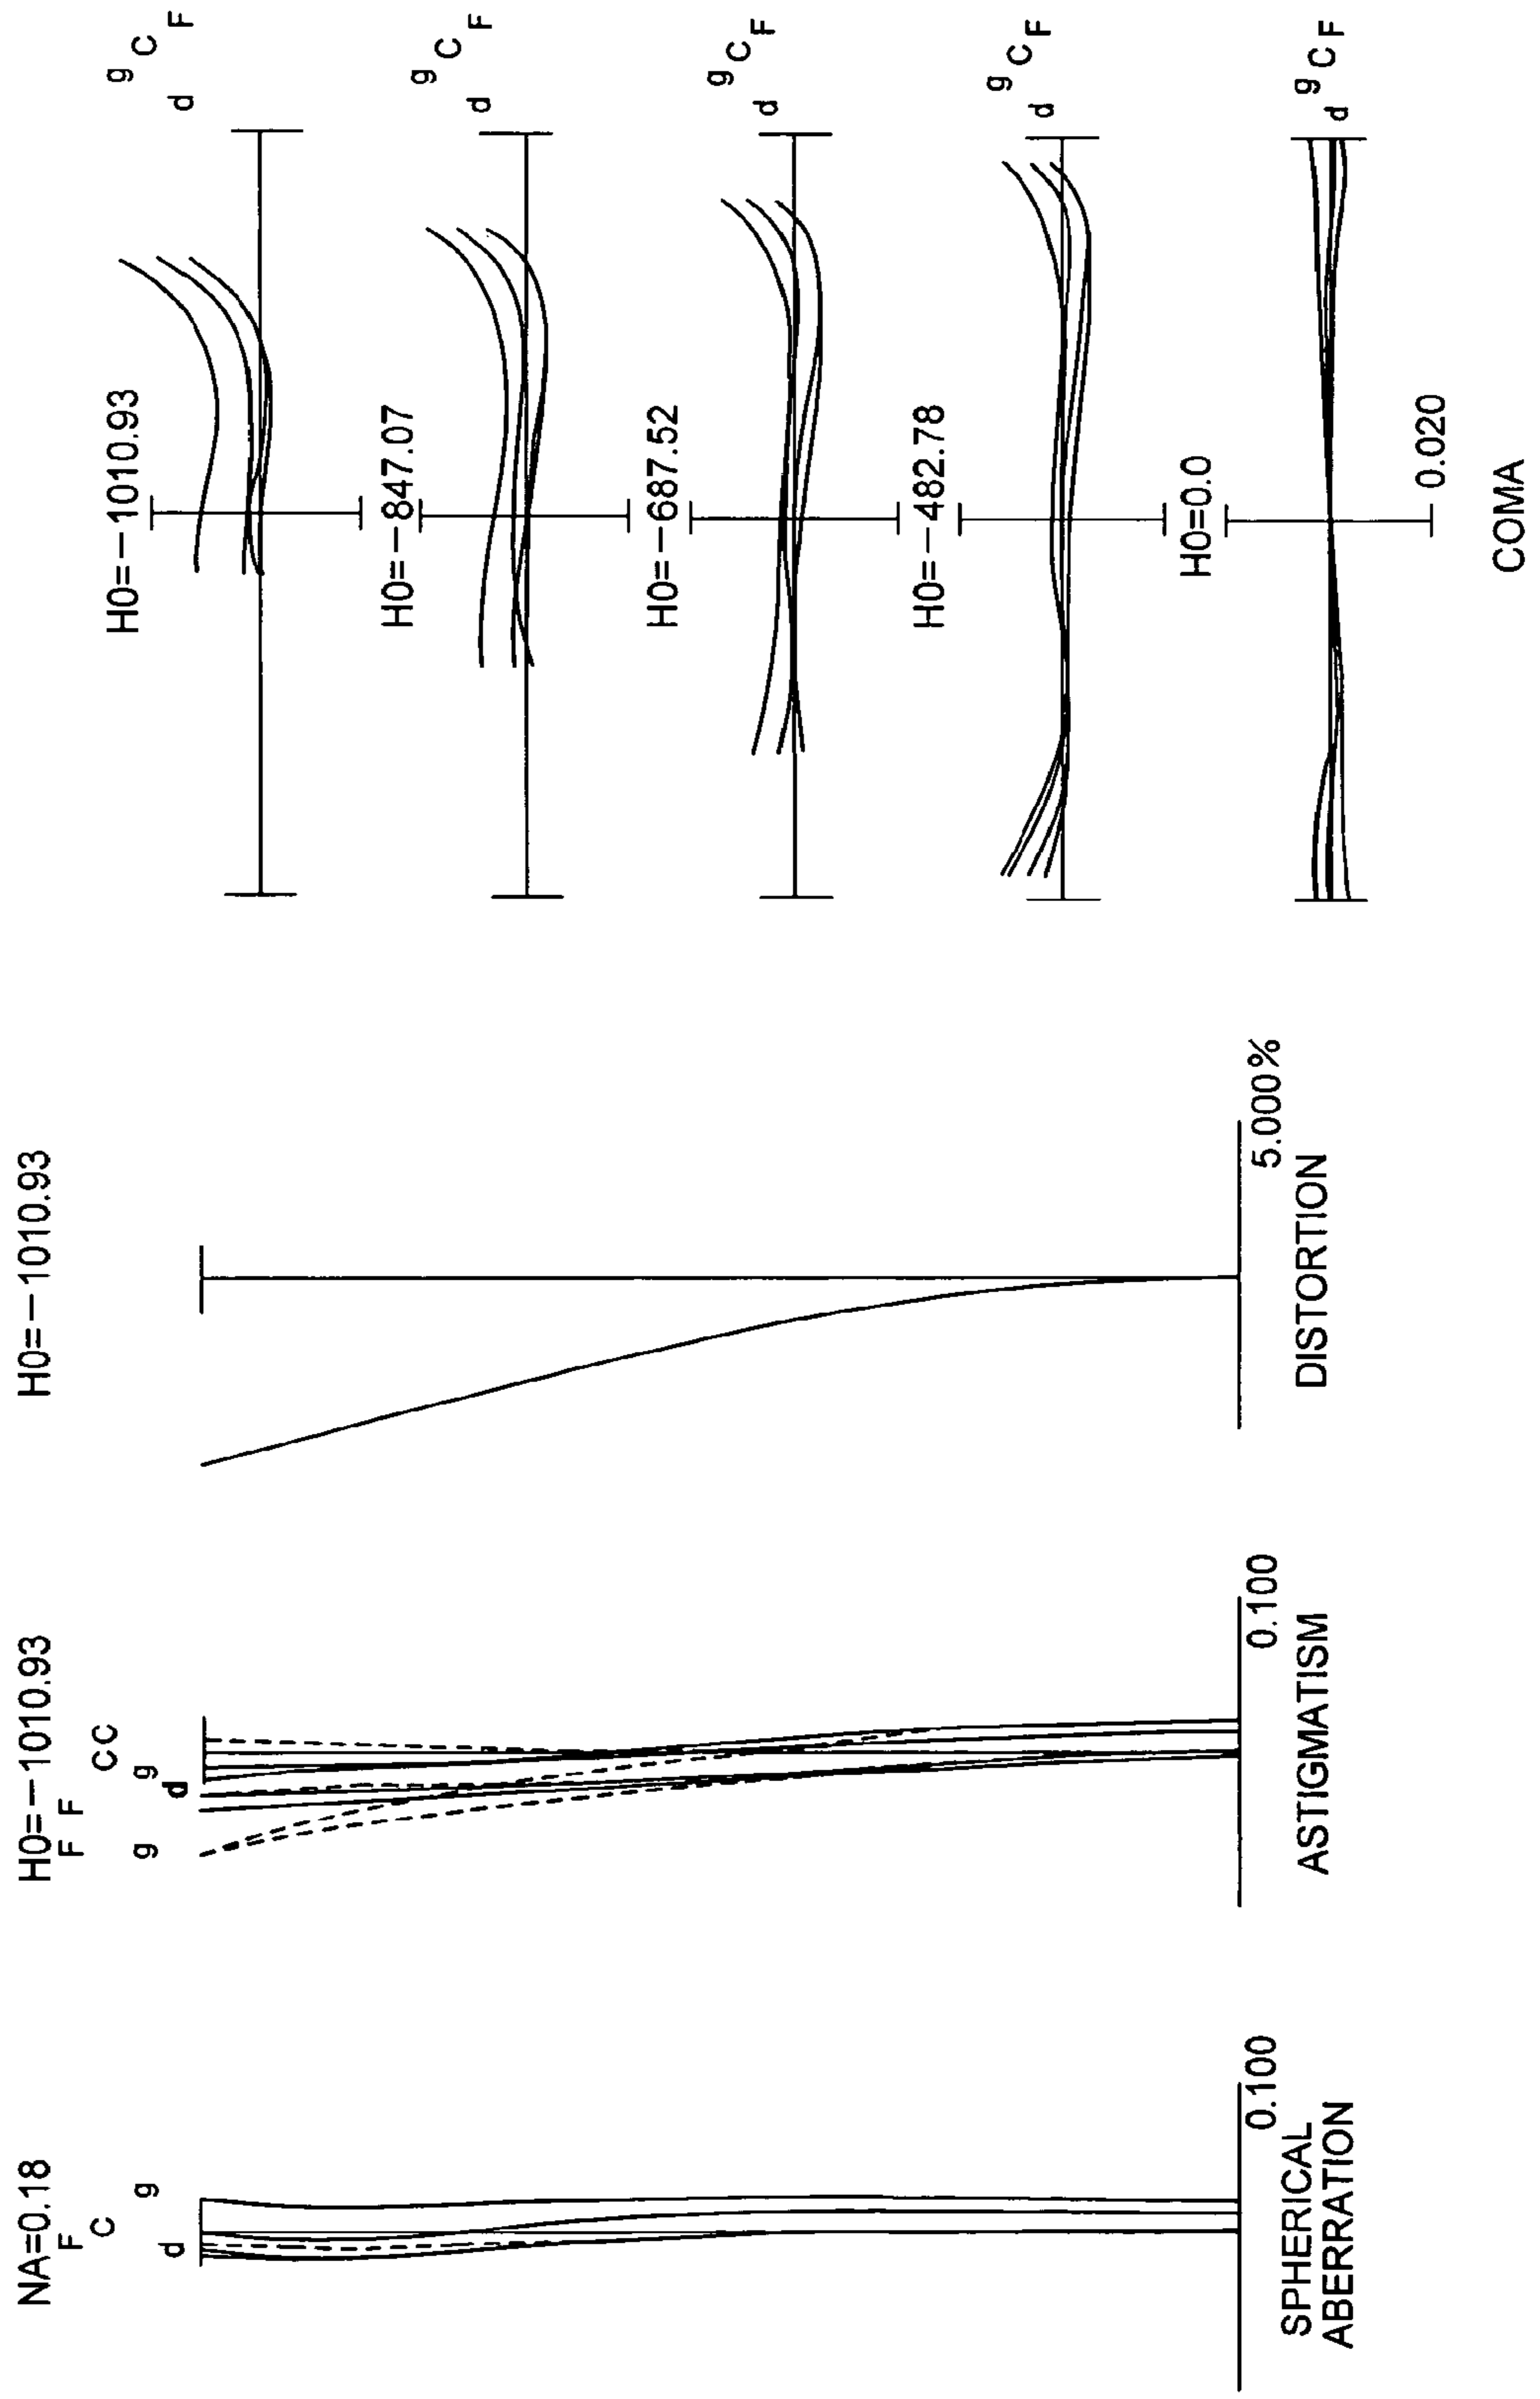 NA=0.18
F
C
d
g
0.100
SPHERICAL
ABERRATION
H0=-1010.93
F F
C C
g
d
g
0.100
ASTIGMATISM
H0=-1010.93
5.000%
DISTORTION
H0=-1010.93
g
C
F
d
H0=-847.07
g
C
F
d
H0=-687.52
g
C
F
d
H0=-482.78
g
C
F
d
H0=0.0
g
C
F
d
0.020
COMA